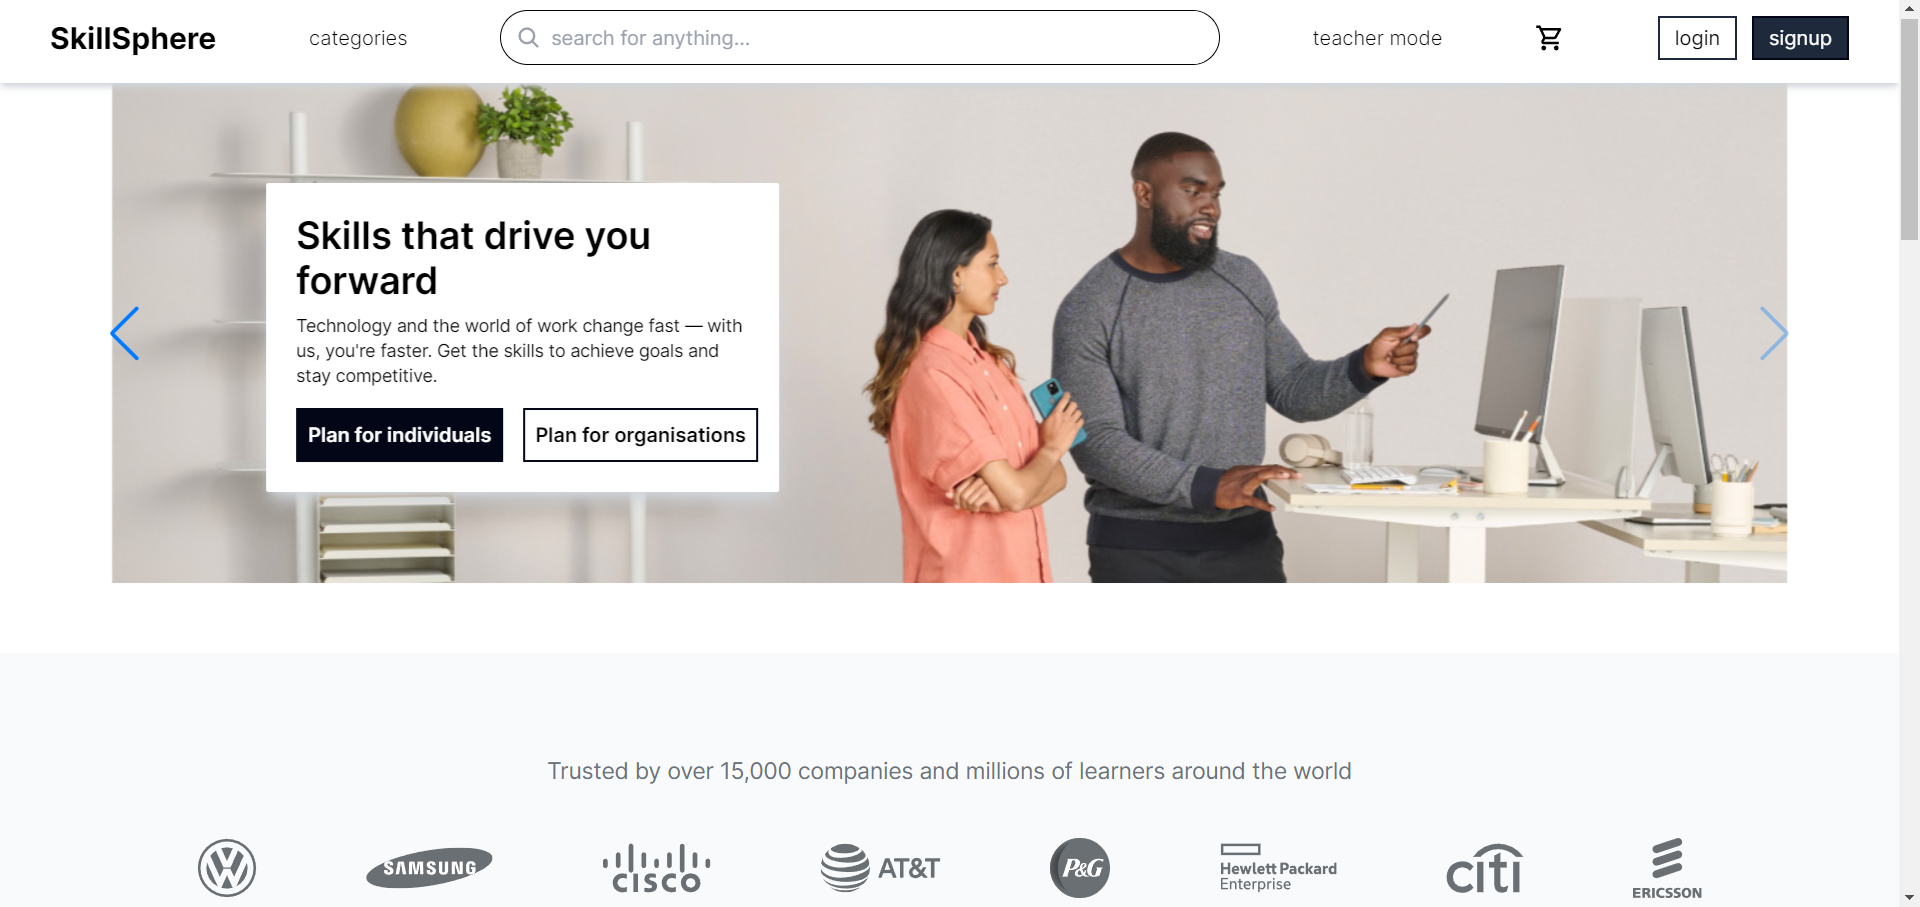 SkillSphere
categories
search for anything...
teacher mode
login
signup
Skills that drive you
forward
Technology and the world of work change fast — with
us, you're faster. Get the skills to achieve goals and
stay competitive.
Plan for individuals
Plan for organisations
Trusted by over 15,000 companies and millions of learners around the world
VW
SAMSUNG
CISCO
AT&T
P&G
Hewlett Packard
Enterprise
citi
ERICSSON